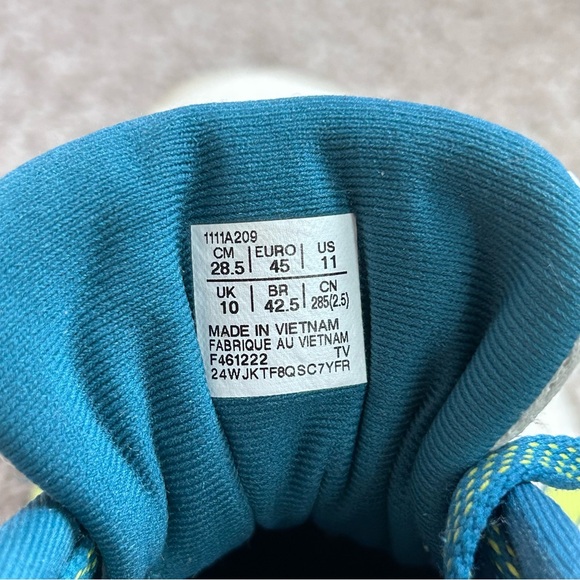 1111A209
CM | EURO | US
28.5 | 45 | 11
UK | BR | CN
10 | 42.5 | 285(2.5)
MADE IN VIETNAM
FABRIQUE AU VIETNAM
F461222 TV
24WJKTF8QSC7YFR